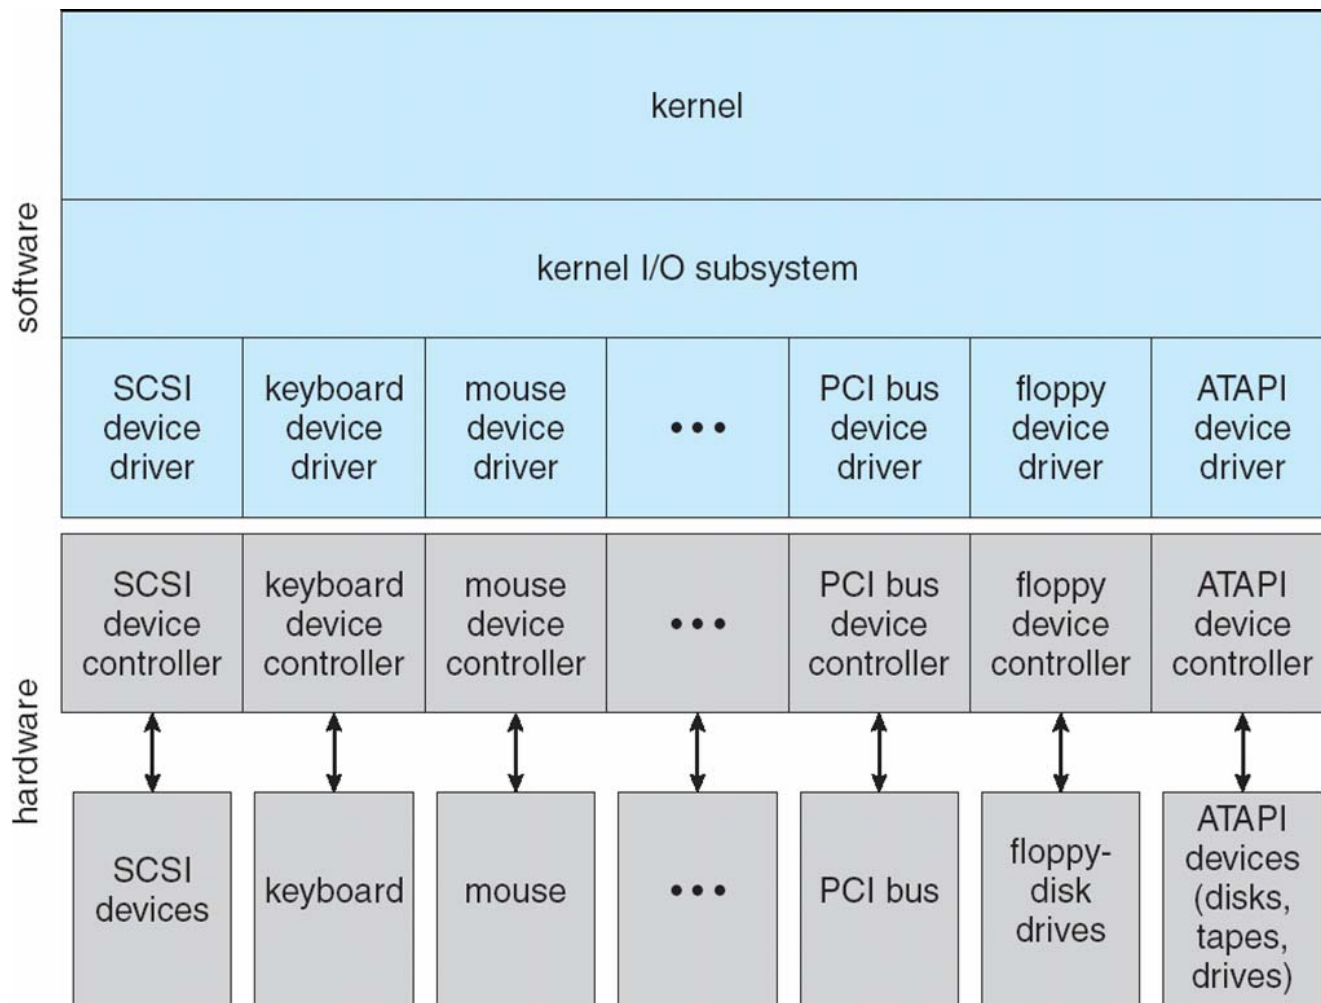 kernel
software
kernel I/O subsystem
SCSI
device
driver
keyboard
device
driver
mouse
device
driver
•••
PCI bus
device
driver
floppy
device
driver
ATAPI
device
driver
SCSI
device
controller
keyboard
device
controller
mouse
device
controller
•••
PCI bus
device
controller
floppy
device
controller
ATAPI
device
controller
hardware
SCSI
devices
keyboard
mouse
•••
PCI bus
floppy-
disk
drives
ATAPI
devices
(disks,
tapes,
drives)